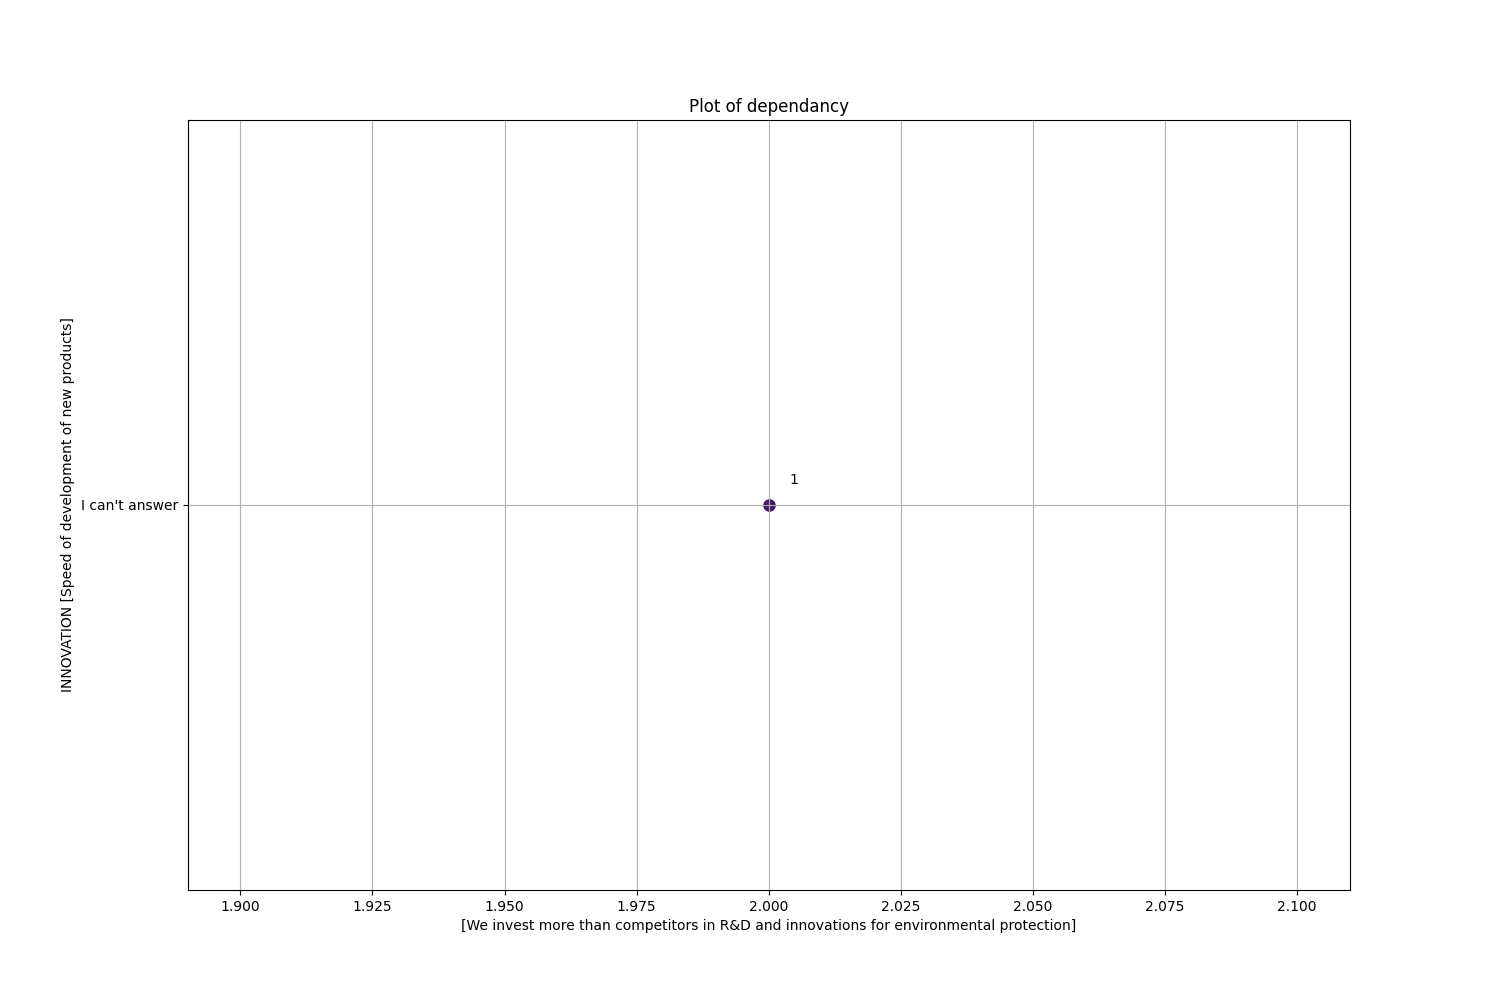 Plot of dependancy
INNOVATION [Speed of development of new products]
1
I can't answer
1.900 1.925 1.950 1.975 2.000 2.025 2.050 2.075 2.100
[We invest more than competitors in R&D and innovations for environmental protection]